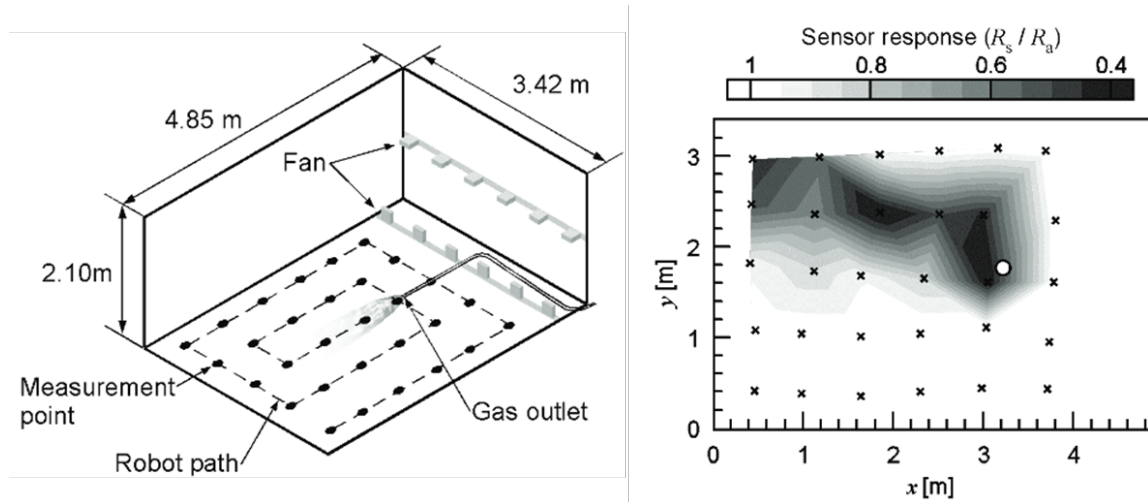 4.85 m
3.42 m
Fan
2.10m
Measurement
point
Robot path
Gas outlet
Sensor response (Rs / Ra)
1 0.8 0.6 0.4
3
2
1
0
y [m]
0 1 2 3 4
x [m]